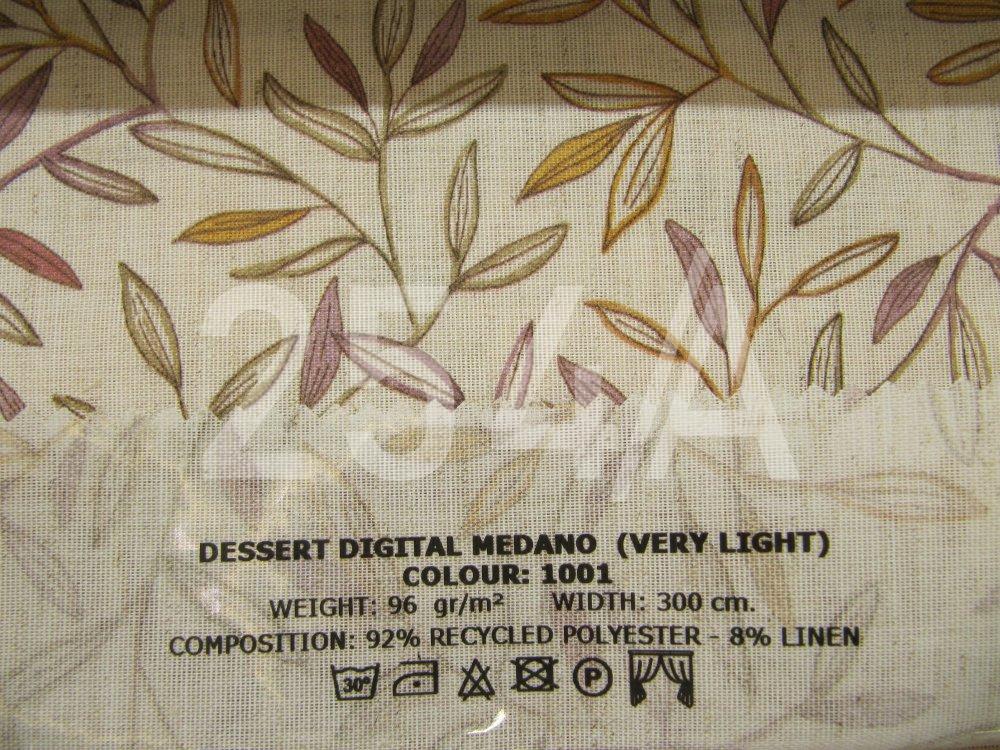 254A
DESSERT DIGITAL MEDANO (VERY LIGHT)
COLOUR: 1001
WEIGHT: 96 gr/m² WIDTH: 300 cm.
COMPOSITION: 92% RECYCLED POLYESTER - 8% LINEN
30° P